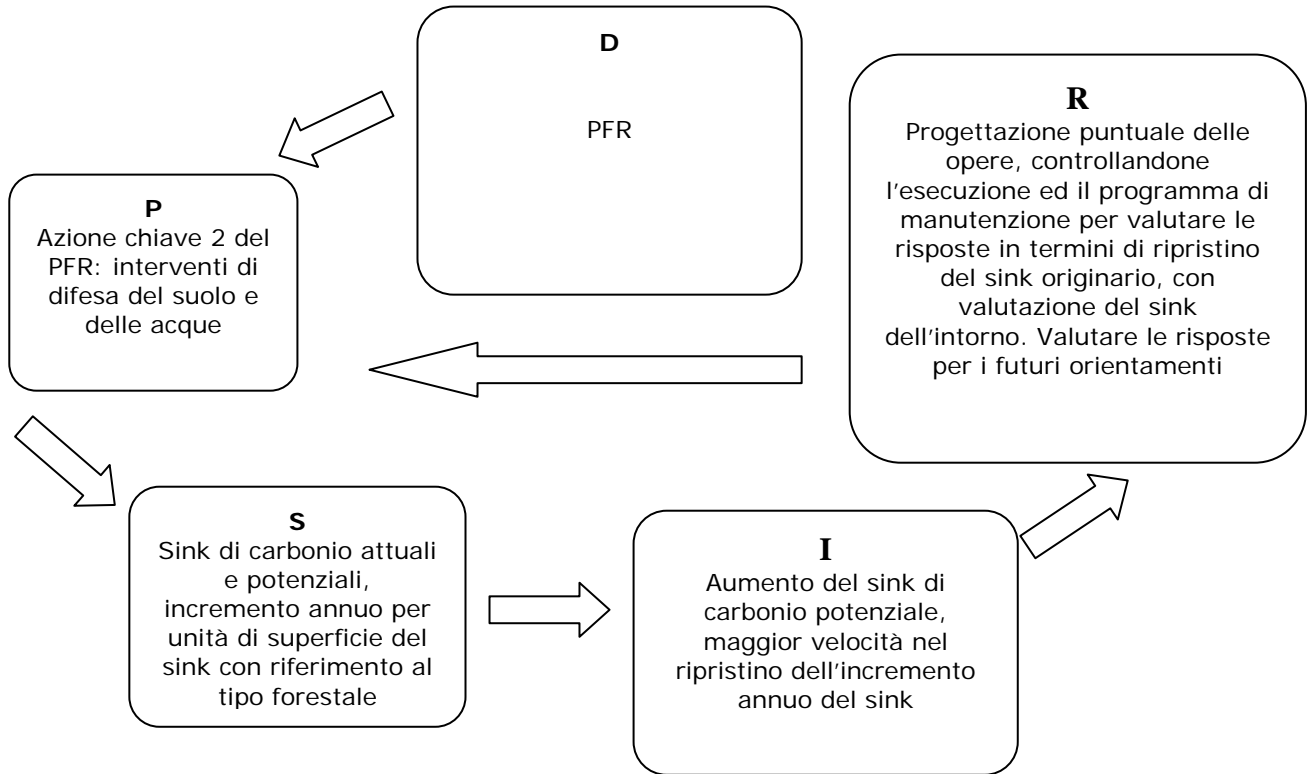 D
PFR
P
Azione chiave 2 del
PFR: interventi di
difesa del suolo e
delle acque
S
Sink di carbonio attuali
e potenziali,
incremento annuo per
unità di superficie del
sink con riferimento al
tipo forestale
I
Aumento del sink di
carbonio potenziale,
maggior velocità nel
ripristino dell'incremento
annuo del sink
R
Progettazione puntuale delle
opere, controllandone
l'esecuzione ed il programma di
manutenzione per valutare le
risposte in termini di ripristino
del sink originario, con
valutazione del sink
dell'intorno. Valutare le risposte
per i futuri orientamenti